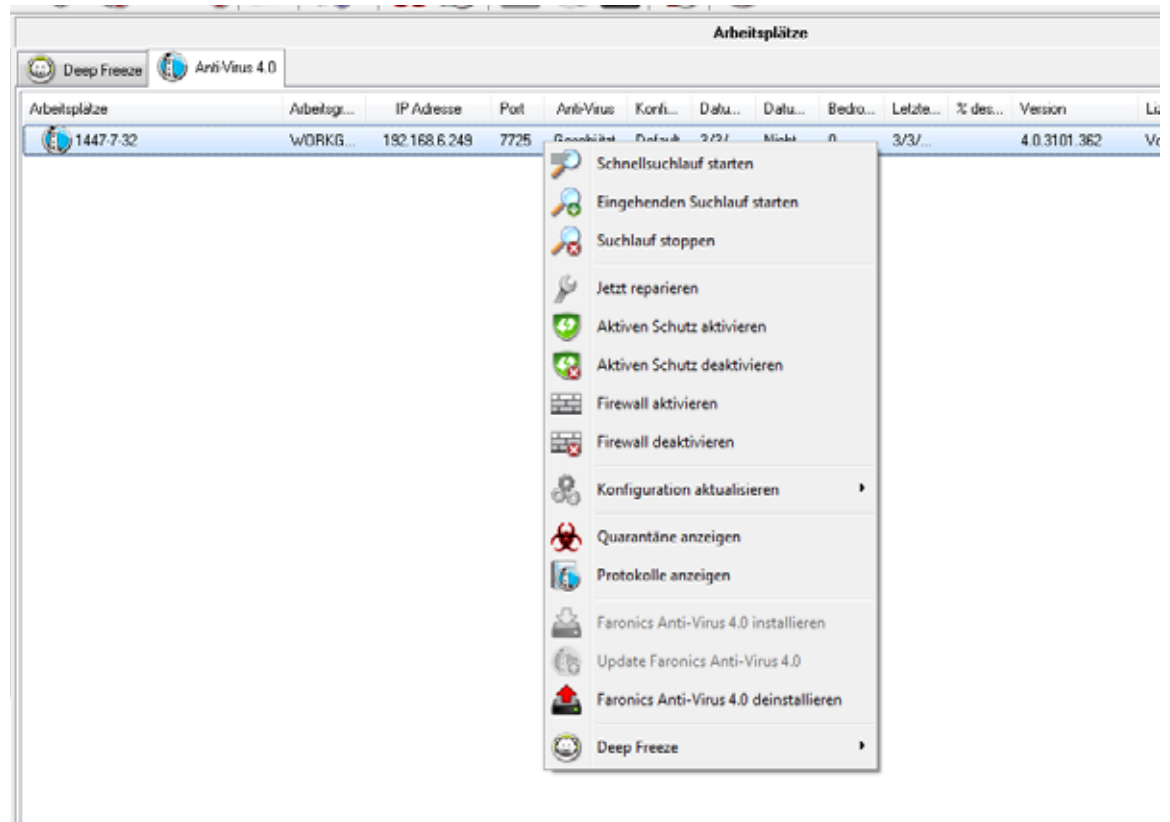 Arbeitsplätze
Deep Freeze Anti-Virus 4.0
Arbeitsplätze Arbeitsgr... IP Adresse Port Anti-Virus Konfi... Datu... Datu... Bedro... Letzte... % des... Version
1447-7-32 WORKG... 192.168.6.249 7725 3/3/... 4.0.3101.362
Schnellsuchlauf starten
Eingehenden Suchlauf starten
Suchlauf stoppen
Jetzt reparieren
Aktiven Schutz aktivieren
Aktiven Schutz deaktivieren
Firewall aktivieren
Firewall deaktivieren
Konfiguration aktualisieren
Quarantäne anzeigen
Protokolle anzeigen
Faronics Anti-Virus 4.0 installieren
Update Faronics Anti-Virus 4.0
Faronics Anti-Virus 4.0 deinstallieren
Deep Freeze